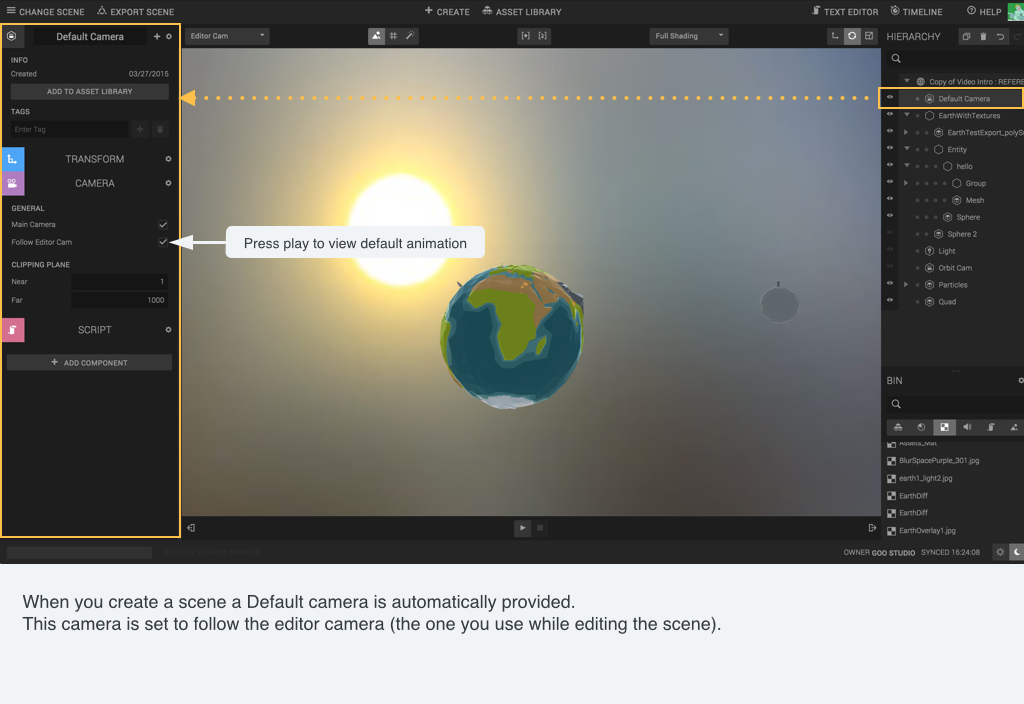 CHANGE SCENE
EXPORT SCENE
CREATE
ASSET LIBRARY
TEXT EDITOR
TIMELINE
HELP
Default Camera
INFO
Created 03/27/2015
ADD TO ASSET LIBRARY
TAGS
Enter Tag
TRANSFORM
CAMERA
GENERAL
Main Camera
Follow Editor Cam
CLIPPING PLANE
Near 1
Far 1000
SCRIPT
ADD COMPONENT
Editor Cam
Full Shading
Press play to view default animation
HIERARCHY
Copy of Video Intro : REFERE
Default Camera
EarthWithTextures
EarthTestExport_polyS
Entity
hello
Group
Mesh
Sphere
Sphere 2
Light
Orbit Cam
Particles
Quad
BIN
Assets_Mat
BlurSpacePurple_301.jpg
earth1_light2.jpg
EarthDiff
EarthDiff
EarthOverlay1.jpg
OWNER GOO STUDIO SYNCED 16:24:08
When you create a scene a Default camera is automatically provided.
This camera is set to follow the editor camera (the one you use while editing the scene).